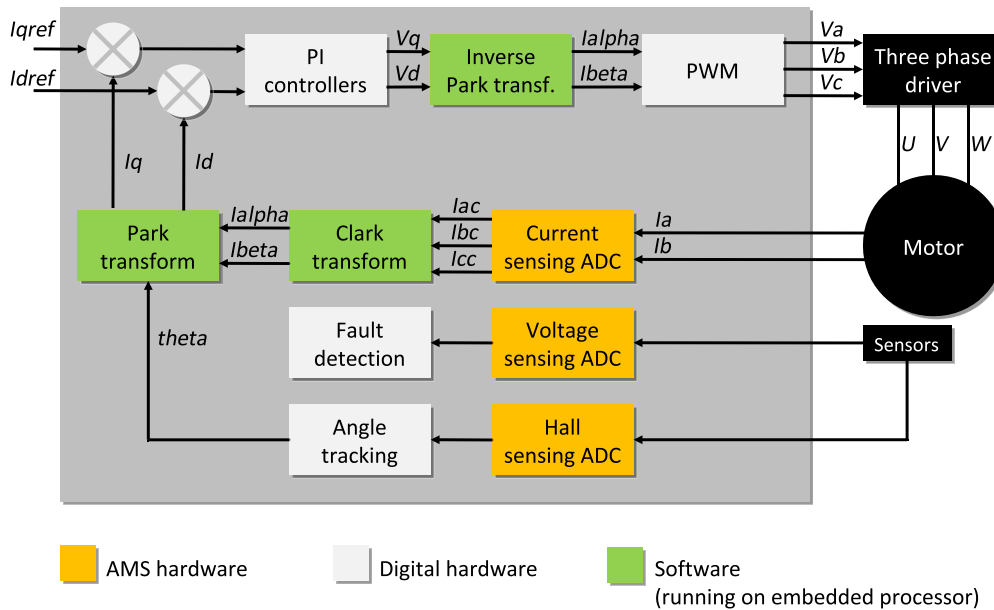 Iqref
Idref
PI
controllers
Vq
Vd
Inverse
Park transf.
Ialpha
Ibeta
PWM
Va
Vb
Vc
Three phase
driver
U
V
W
Iq
Id
Park
transform
Ialpha
Ibeta
Clark
transform
Iac
Ibc
Icc
Current
sensing ADC
Ia
Ib
Motor
theta
Fault
detection
Voltage
sensing ADC
Sensors
Angle
tracking
Hall
sensing ADC
AMS hardware
Digital hardware
Software
(running on embedded processor)